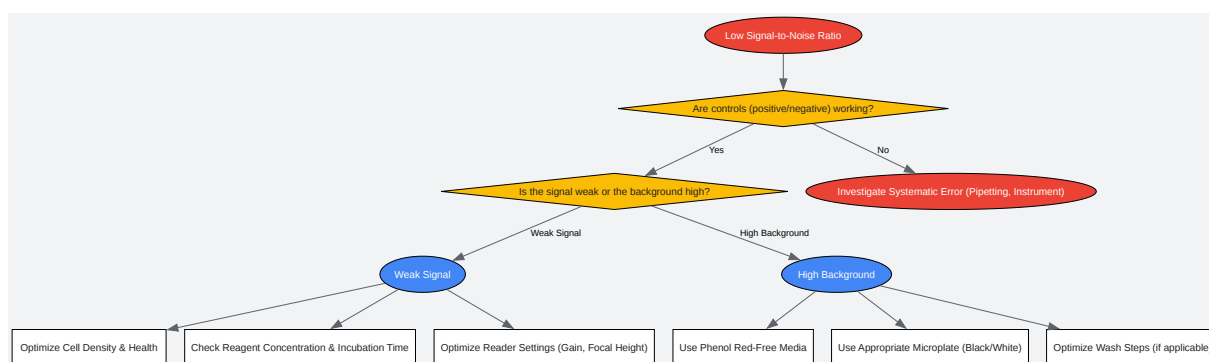 Low Signal-to-Noise Ratio
Are controls (positive/negative) working?
Yes
No
Is the signal weak or the background high?
Investigate Systematic Error (Pipetting, Instrument)
Weak Signal
High Background
Weak Signal
High Background
Optimize Cell Density & Health
Check Reagent Concentration & Incubation Time
Optimize Reader Settings (Gain, Focal Height)
Use Phenol Red-Free Media
Use Appropriate Microplate (Black/White)
Optimize Wash Steps (if applicable